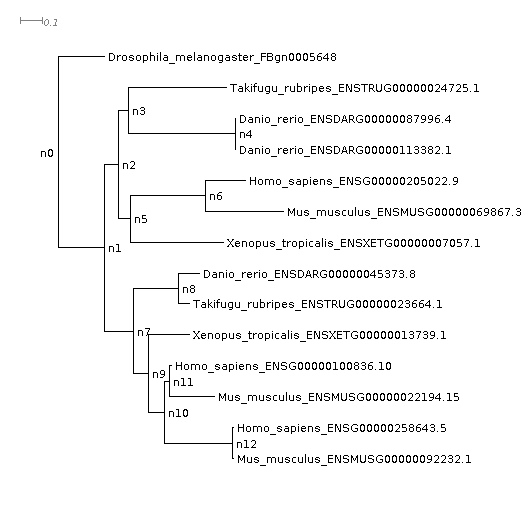 0.1
Drosophila_melanogaster_FBgn0005648
Takifugu_rubripes_ENSTRUG00000024725.1
n3
Danio_rerio_ENSDARG00000087996.4
n4
Danio_rerio_ENSDARG00000113382.1
n0
n2
Homo_sapiens_ENSG00000205022.9
n6
Mus_musculus_ENSMUSG00000069867.3
n5
Xenopus_tropicalis_ENSXETG00000007057.1
n1
Danio_rerio_ENSDARG00000045373.8
n8
Takifugu_rubripes_ENSTRUG00000023664.1
n7
Xenopus_tropicalis_ENSXETG00000013739.1
Homo_sapiens_ENSG00000100836.10
n9
n11
Mus_musculus_ENSMUSG00000022194.15
n10
Homo_sapiens_ENSG00000258643.5
n12
Mus_musculus_ENSMUSG00000092232.1